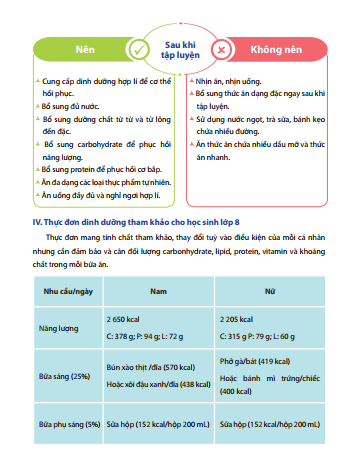 Nên
Sau khi
tập luyện
Không nên
Cung cấp dinh dưỡng hợp lí để cơ thể
hồi phục.
Bổ sung đủ nước.
Bổ sung dưỡng chất từ từ và từ lỏng
đến đặc.
Bổ sung carbohydrate để phục hồi
năng lượng.
Bổ sung protein để phục hồi cơ bắp.
Ăn đa dạng các loại thực phẩm tự nhiên.
Ăn uống đầy đủ và nghỉ ngơi hợp lí.
Nhịn ăn, nhịn uống.
Bổ sung thức ăn dạng đặc ngay sau khi
tập luyện.
Sử dụng nước ngọt, trà sữa, bánh kẹo
chứa nhiều đường.
Ăn thức ăn chứa nhiều dầu mỡ và thức
ăn nhanh.
IV. Thực đơn dinh dưỡng tham khảo cho học sinh lớp 8
Thực đơn mang tính chất tham khảo, thay đổi tuỳ vào điều kiện của mỗi cá nhân
nhưng cần đảm bảo và cân đối lượng carbonhydrate, lipid, protein, vitamin và khoáng
chất trong mỗi bữa ăn.
Nhu cầu/ngày
Nam
Nữ
Năng lượng
2 650 kcal
C: 378 g; P: 94 g; L: 72 g
2 205 kcal
C: 315 g P: 79 g; L: 60 g
Bữa sáng (25%)
Bún xào thịt /đĩa (570 kcal)
Hoặc xôi đậu xanh/đĩa (438 kcal)
Phở gà/bát (419 kcal)
Hoặc bánh mì trứng/chiếc
(400 kcal)
Bữa phụ sáng (5%)
Sữa hộp (152 kcal/hộp 200 mL)
Sữa hộp (152 kcal/hộp 200 mL)